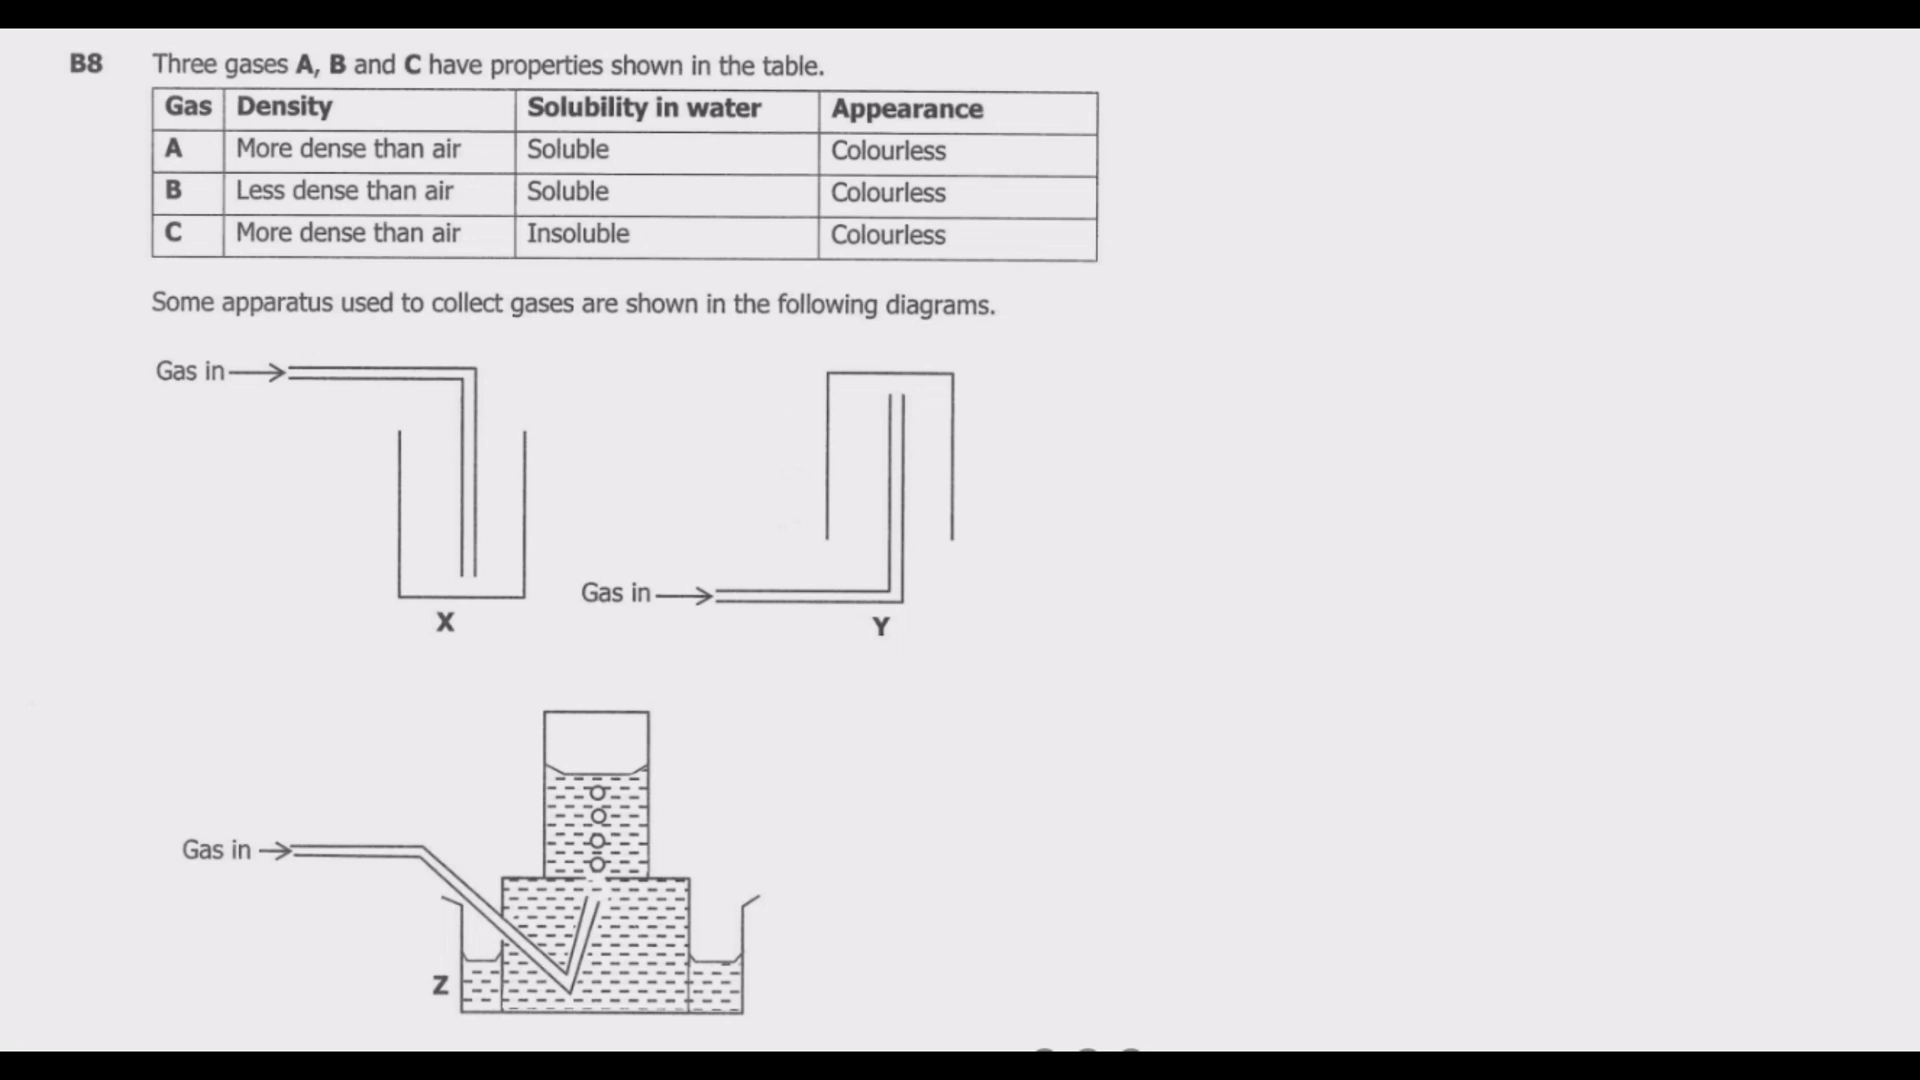 B8 Three gases A, B and C have properties shown in the table.
Gas Density Solubility in water Appearance
A More dense than air Soluble Colourless
B Less dense than air Soluble Colourless
C More dense than air Insoluble Colourless
Some apparatus used to collect gases are shown in the following diagrams.
Gas in
X
Gas in
Y
Gas in
Z